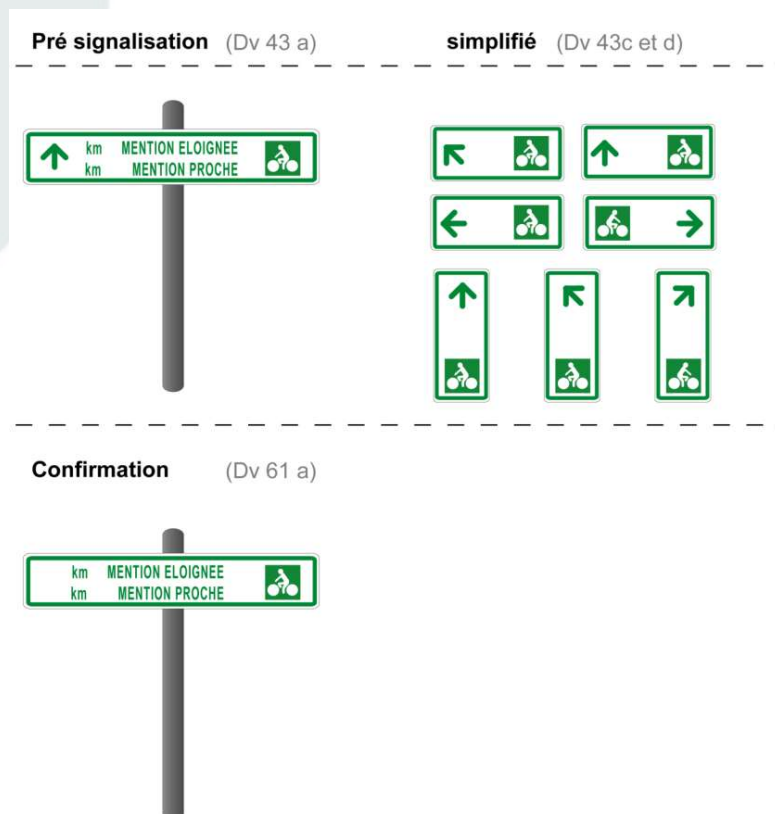 Pré signalisation (Dv 43 a)
simplifié (Dv 43c et d)
km MENTION ELOIGNEE
km MENTION PROCHE
Confirmation (Dv 61 a)
km MENTION ELOIGNEE
km MENTION PROCHE